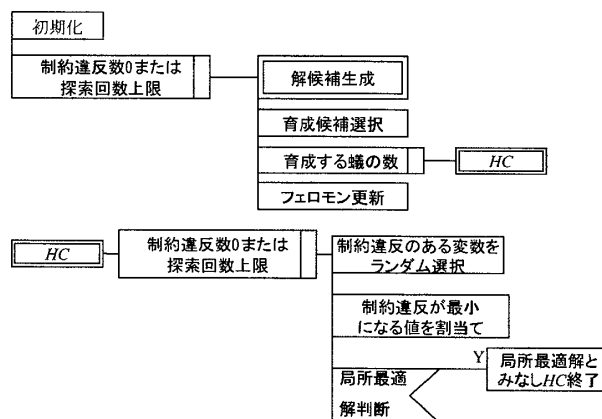 初期化
制約違反数0または
探索回数上限
解候補生成
育成候補選択
育成する蟻の数
HC
フェロモン更新
HC
制約違反数0または
探索回数上限
制約違反のある変数を
ランダム選択
制約違反が最小
になる値を割当て
Y
局所最適解と
みなしHC終了
局所最適
解判断